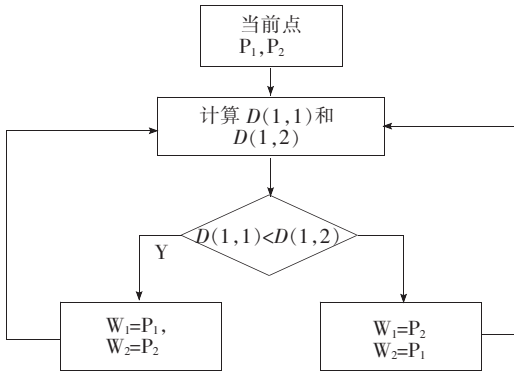 当前点
P₁,P₂
计算 D(1,1)和
D(1,2)
D(1,1)<D(1,2)
Y
W₁=P₁,
W₂=P₂
W₁=P₂
W₂=P₁